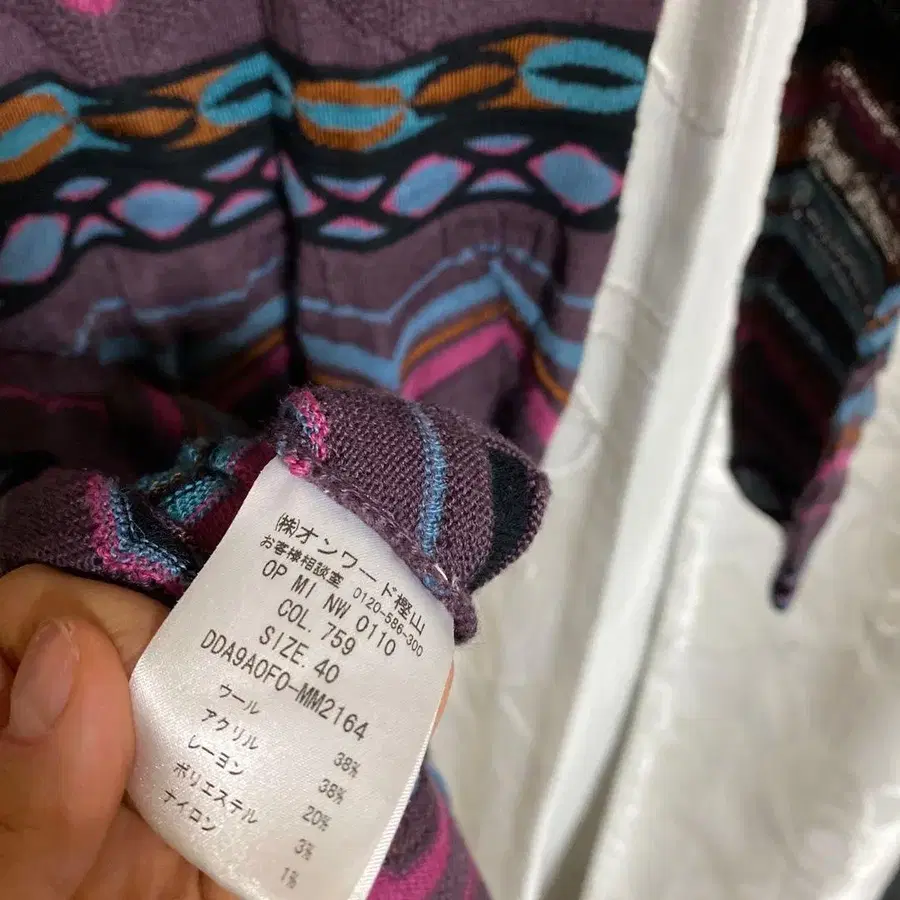 (株)オンワード樫山
お客様相談室 0120-586-300
OP M1 NW 0110
COL. 759
SIZE. 40
DDA9A0F0-MM2164
ウール 38%
アクリル 38%
レーヨン 20%
ポリエステル 3%
ナイロン 1%